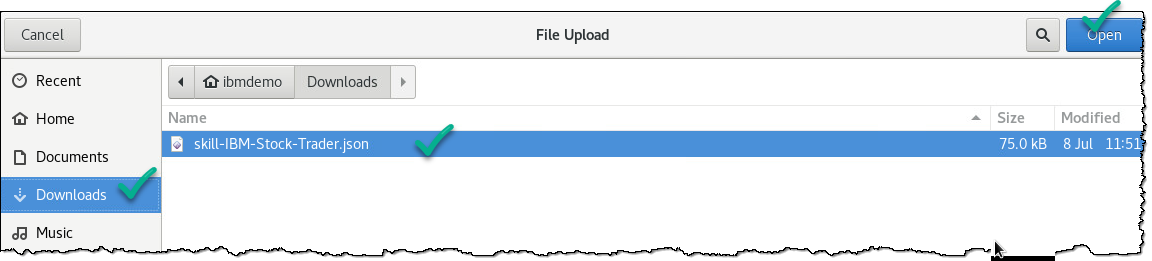 Cancel File Upload Open
Recent
ibmdemo Downloads
Home
Name Size Modified
Documents
skill-IBM-Stock-Trader.json 75.0 kB 8 Jul 11:51
Downloads
Music